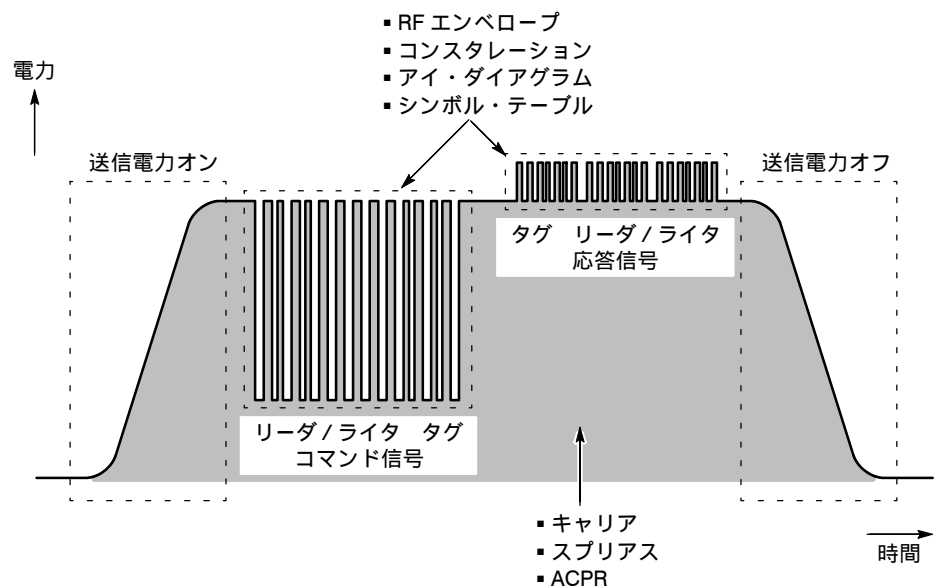 ▪ RF エンベロープ
▪ コンスタレーション
▪ アイ・ダイアグラム
▪ シンボル・テーブル
電力
送信電力オン
送信電力オフ
タグ リーダ / ライタ
応答信号
リーダ / ライタ タグ
コマンド信号
▪ キャリア
▪ スプリアス
▪ ACPR
時間